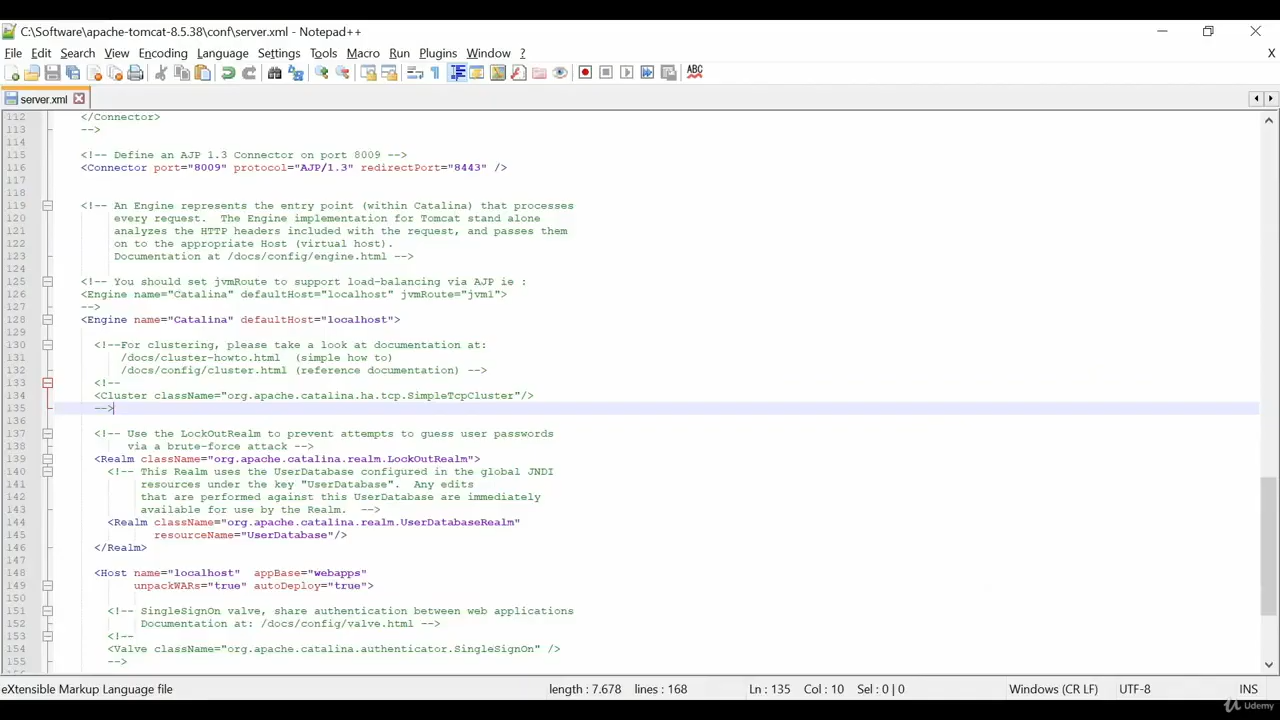 C:\Software\apache-tomcat-8.5.38\conf\server.xml - Notepad++
File Edit Search View Encoding Language Settings Tools Macro Run Plugins Window ? X
ABC
server.xml
112 </Connector>
113 -->
114
115 <!-- Define an AJP 1.3 Connector on port 8009 -->
116 <Connector port="8009" protocol="AJP/1.3" redirectPort="8443" />
117
118
119 <!-- An Engine represents the entry point (within Catalina) that processes
120 every request.  The Engine implementation for Tomcat stand alone
121 analyzes the HTTP headers included with the request, and passes them
122 on to the appropriate Host (virtual host).
123 Documentation at /docs/config/engine.html -->
124
125 <!-- You should set jvmRoute to support load-balancing via AJP ie :
126 <Engine name="Catalina" defaultHost="localhost" jvmRoute="jvm1">
127 -->
128 <Engine name="Catalina" defaultHost="localhost">
129
130 <!--For clustering, please take a look at documentation at:
131 /docs/cluster-howto.html  (simple how to)
132 /docs/config/cluster.html (reference documentation) -->
133 <!--
134 <Cluster className="org.apache.catalina.ha.tcp.SimpleTcpCluster"/>
135 -->
136
137 <!-- Use the LockOutRealm to prevent attempts to guess user passwords
138 via a brute-force attack -->
139 <Realm className="org.apache.catalina.realm.LockOutRealm">
140 <!-- This Realm uses the UserDatabase configured in the global JNDI
141 resources under the key "UserDatabase".  Any edits
142 that are performed against this UserDatabase are immediately
143 available for use by the Realm.  -->
144 <Realm className="org.apache.catalina.realm.UserDatabaseRealm"
145 resourceName="UserDatabase"/>
146 </Realm>
147
148 <Host name="localhost"  appBase="webapps"
149 unpackWARs="true" autoDeploy="true">
150
151 <!-- SingleSignOn valve, share authentication between web applications
152 Documentation at: /docs/config/valve.html -->
153 <!--
154 <Valve className="org.apache.catalina.authenticator.SingleSignOn" />
155 -->
eXtensible Markup Language file length : 7.678 lines : 168 Ln : 135 Col : 10 Sel : 0 | 0 Windows (CR LF) UTF-8 INS
Udemy